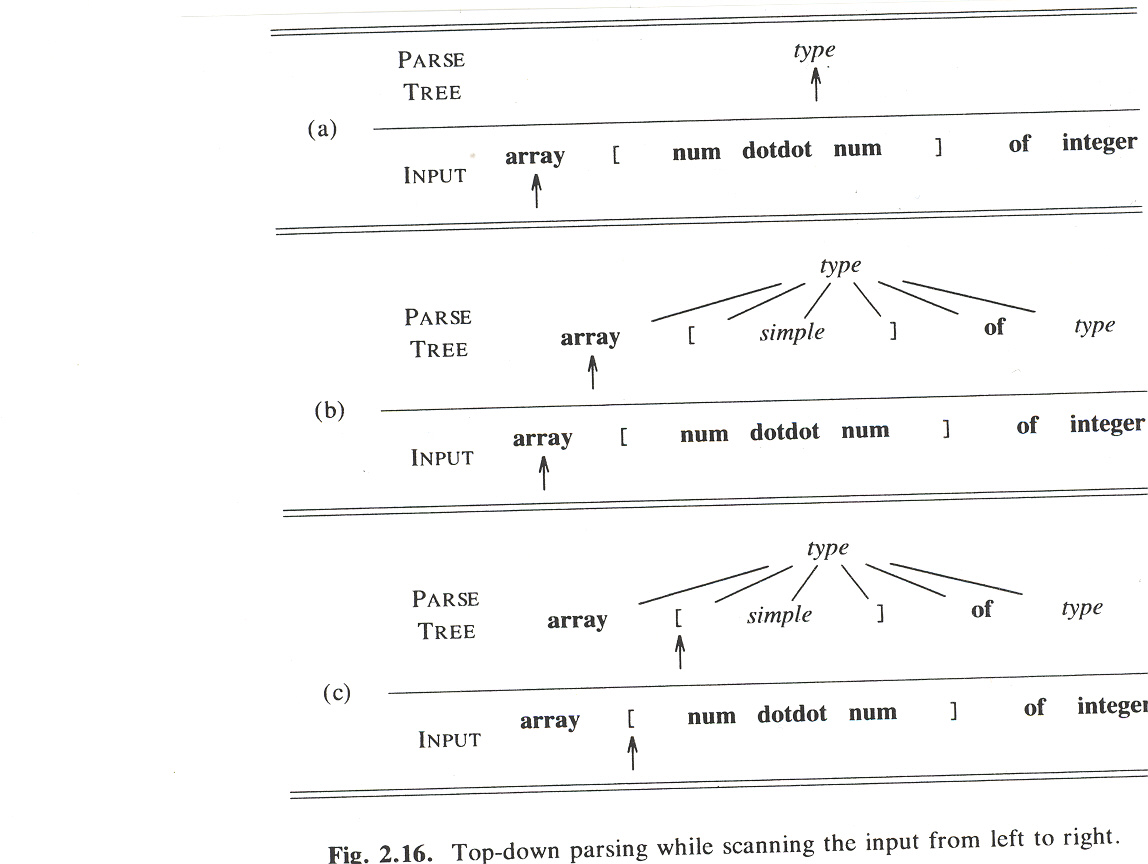 PARSE type
TREE
(a)
INPUT array [ num dotdot num ] of integer
type
PARSE
TREE array [ simple ] of type
(b)
INPUT array [ num dotdot num ] of integer
type
PARSE
TREE array [ simple ] of type
(c)
INPUT array [ num dotdot num ] of integer
Fig. 2.16. Top-down parsing while scanning the input from left to right.